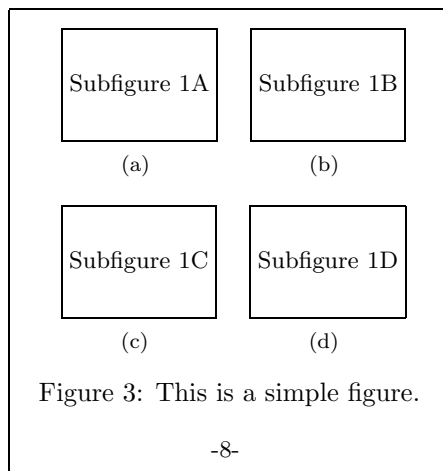 Subfigure 1A Subfigure 1B
(a) (b)
Subfigure 1C Subfigure 1D
(c) (d)
Figure 3: This is a simple figure.
-8-